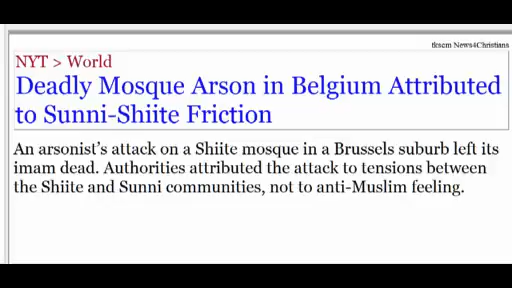 tkscm News4Christians
NYT > World
Deadly Mosque Arson in Belgium Attributed
to Sunni-Shiite Friction
An arsonist's attack on a Shiite mosque in a Brussels suburb left its
imam dead. Authorities attributed the attack to tensions between
the Shiite and Sunni communities, not to anti-Muslim feeling.